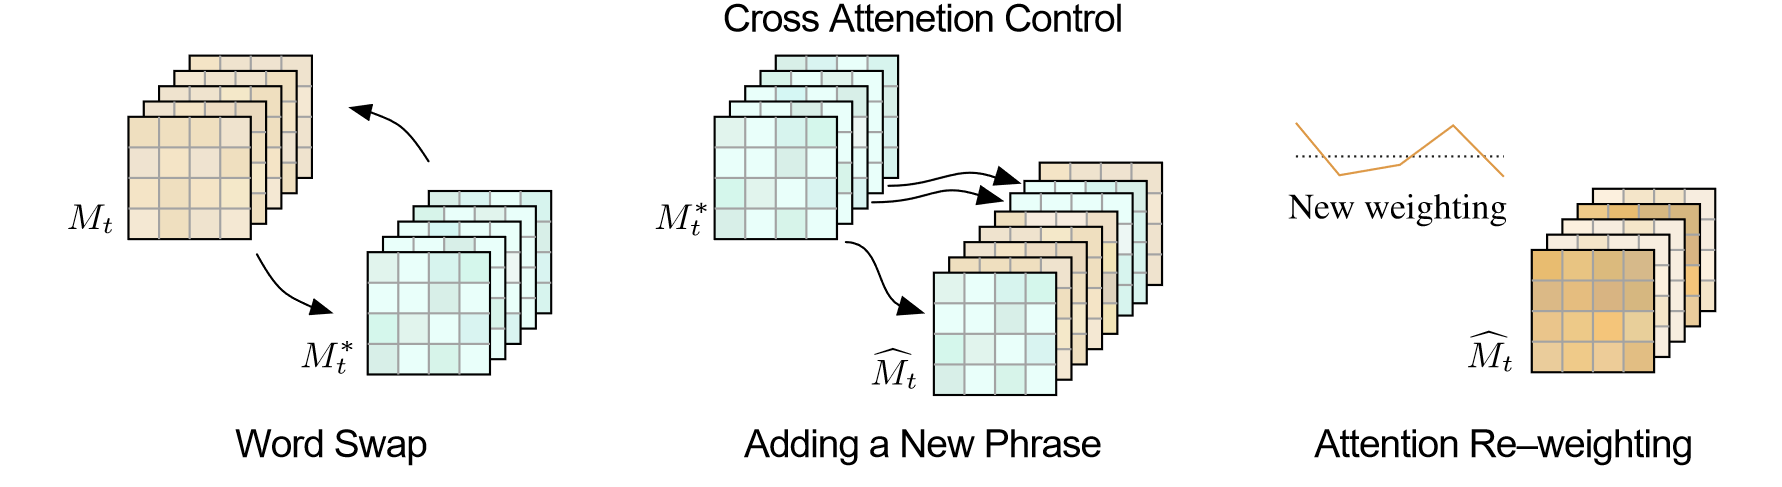 Cross Attenetion Control
M_t
M_t^*
Word Swap
M_t^*
\widehat{M}_t
Adding a New Phrase
New weighting
\widehat{M}_t
Attention Re–weighting